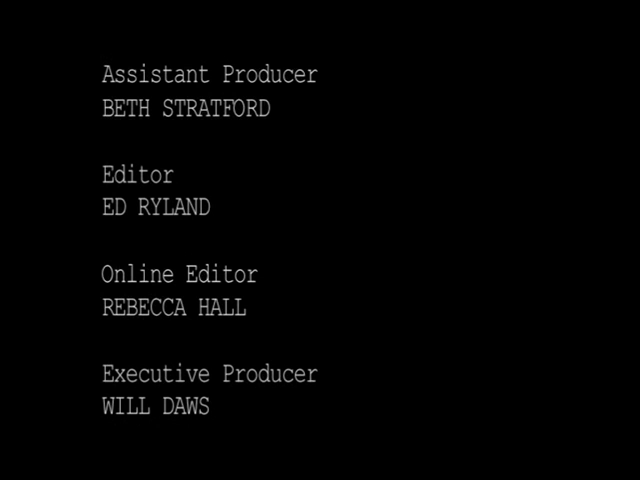 Assistant Producer
BETH STRATFORD
Editor
ED RYLAND
Online Editor
REBECCA HALL
Executive Producer
WILL DAWS